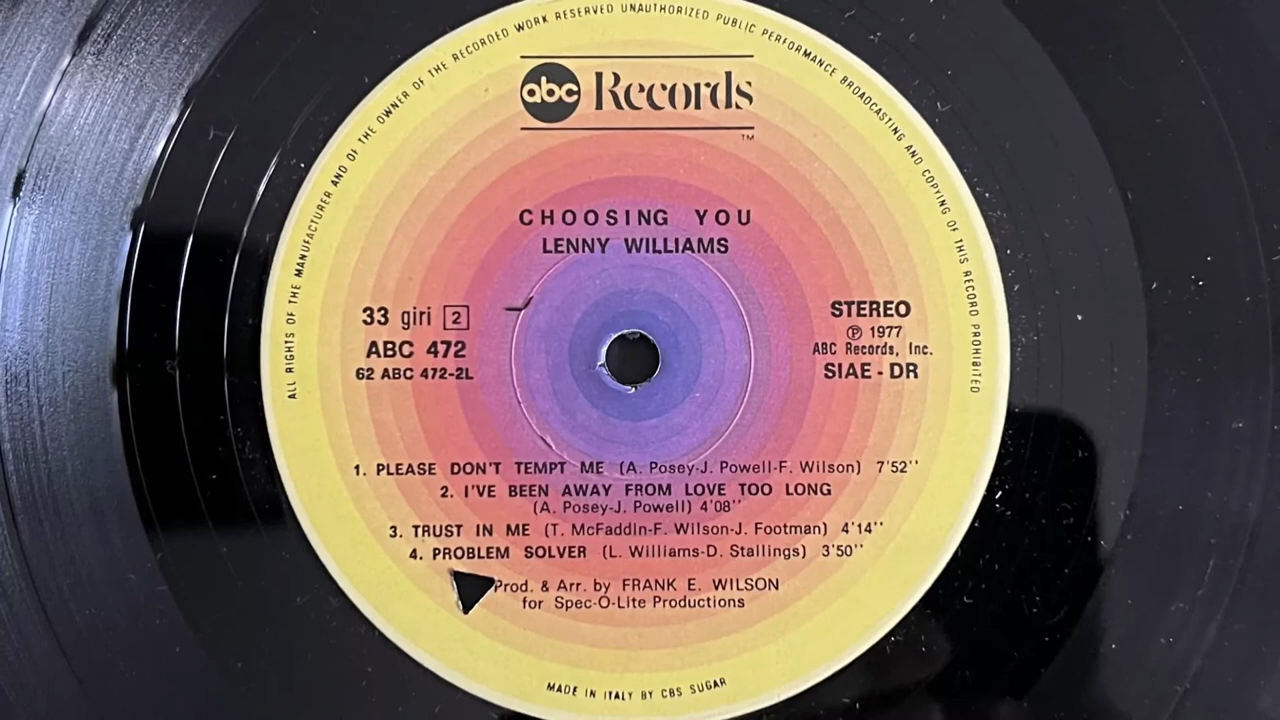 ALL RIGHTS OF THE MANUFACTURER AND OF THE OWNER OF THE RECORDED WORK RESERVED UNAUTHORIZED PUBLIC PERFORMANCE BROADCASTING AND COPYING OF THIS RECORD PROHIBITED
abc Records
TM
CHOOSING YOU
LENNY WILLIAMS
33 giri 2
ABC 472
62 ABC 472-2L
STEREO
℗ 1977
ABC Records, Inc.
SIAE - DR
1. PLEASE DON'T TEMPT ME (A. Posey-J. Powell-F. Wilson) 7'52''
2. I'VE BEEN AWAY FROM LOVE TOO LONG
(A. Posey-J. Powell) 4'08''
3. TRUST IN ME (T. McFaddin-F. Wilson-J. Footman) 4'14''
4. PROBLEM SOLVER (L. Williams-D. Stallings) 3'50''
Prod. & Arr. by FRANK E. WILSON
for Spec-O-Lite Productions
MADE IN ITALY BY CBS SUGAR